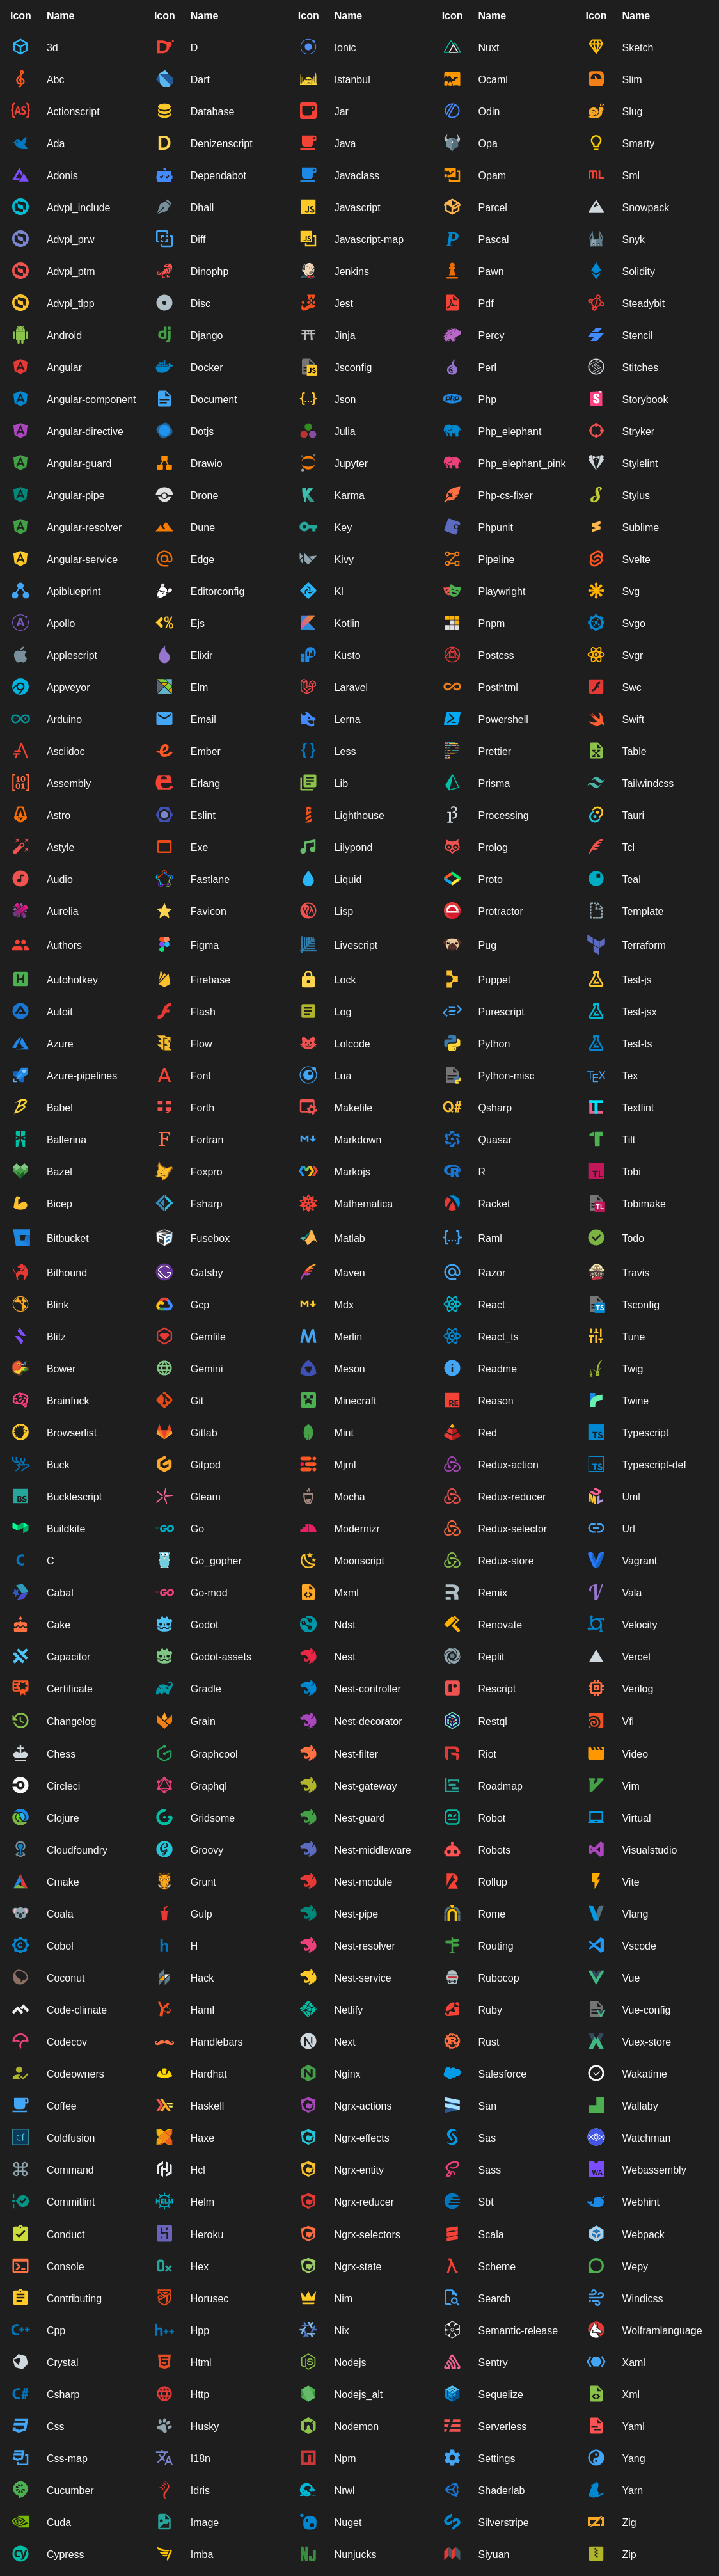 Icon Name Icon Name Icon Name Icon Name Icon Name
3d D Ionic Nuxt Sketch
Abc Dart Istanbul Ocaml Slim
Actionscript Database Jar Odin Slug
Ada Denizenscript Java Opa Smarty
Adonis Dependabot Javaclass Opam Sml
Advpl_include Dhall Javascript Parcel Snowpack
Advpl_prw Diff Javascript-map Pascal Snyk
Advpl_ptm Dinophp Jenkins Pawn Solidity
Advpl_tlpp Disc Jest Pdf Steadybit
Android Django Jinja Percy Stencil
Angular Docker Jsconfig Perl Stitches
Angular-component Document Json Php Storybook
Angular-directive Dotjs Julia Php_elephant Stryker
Angular-guard Drawio Jupyter Php_elephant_pink Stylelint
Angular-pipe Drone Karma Php-cs-fixer Stylus
Angular-resolver Dune Key Phpunit Sublime
Angular-service Edge Kivy Pipeline Svelte
Apiblueprint Editorconfig Kl Playwright Svg
Apollo Ejs Kotlin Pnpm Svgo
Applescript Elixir Kusto Postcss Svgr
Appveyor Elm Laravel Posthtml Swc
Arduino Email Lerna Powershell Swift
Asciidoc Ember Less Prettier Table
Assembly Erlang Lib Prisma Tailwindcss
Astro Eslint Lighthouse Processing Tauri
Astyle Exe Lilypond Prolog Tcl
Audio Fastlane Liquid Proto Teal
Aurelia Favicon Lisp Protractor Template
Authors Figma Livescript Pug Terraform
Autohotkey Firebase Lock Puppet Test-js
Autoit Flash Log Purescript Test-jsx
Azure Flow Lolcode Python Test-ts
Azure-pipelines Font Lua Python-misc Tex
Babel Forth Makefile Qsharp Textlint
Ballerina Fortran Markdown Quasar Tilt
Bazel Foxpro Markojs R Tobi
Bicep Fsharp Mathematica Racket Tobimake
Bitbucket Fusebox Matlab Raml Todo
Bithound Gatsby Maven Razor Travis
Blink Gcp Mdx React Tsconfig
Blitz Gemfile Merlin React_ts Tune
Bower Gemini Meson Readme Twig
Brainfuck Git Minecraft Reason Twine
Browserlist Gitlab Mint Red Typescript
Buck Gitpod Mjml Redux-action Typescript-def
Bucklescript Gleam Mocha Redux-reducer Uml
Buildkite Go Modernizr Redux-selector Url
C Go_gopher Moonscript Redux-store Vagrant
Cabal Go-mod Mxml Remix Vala
Cake Godot Ndst Renovate Velocity
Capacitor Godot-assets Nest Replit Vercel
Certificate Gradle Nest-controller Rescript Verilog
Changelog Grain Nest-decorator Restql Vfl
Chess Graphcool Nest-filter Riot Video
Circleci Graphql Nest-gateway Roadmap Vim
Clojure Gridsome Nest-guard Robot Virtual
Cloudfoundry Groovy Nest-middleware Robots Visualstudio
Cmake Grunt Nest-module Rollup Vite
Coala Gulp Nest-pipe Rome Vlang
Cobol H Nest-resolver Routing Vscode
Coconut Hack Nest-service Rubocop Vue
Code-climate Haml Netlify Ruby Vue-config
Codecov Handlebars Next Rust Vuex-store
Codeowners Hardhat Nginx Salesforce Wakatime
Coffee Haskell Ngrx-actions San Wallaby
Coldfusion Haxe Ngrx-effects Sas Watchman
Command Hcl Ngrx-entity Sass Webassembly
Commitlint Helm Ngrx-reducer Sbt Webhint
Conduct Heroku Ngrx-selectors Scala Webpack
Console Hex Ngrx-state Scheme Wepy
Contributing Horusec Nim Search Windicss
Cpp Hpp Nix Semantic-release Wolframlanguage
Crystal Html Nodejs Sentry Xaml
Csharp Http Nodejs_alt Sequelize Xml
Css Husky Nodemon Serverless Yaml
Css-map I18n Npm Settings Yang
Cucumber Idris Nrwl Shaderlab Yarn
Cuda Image Nuget Silverstripe Zig
Cypress Imba Nunjucks Siyuan Zip